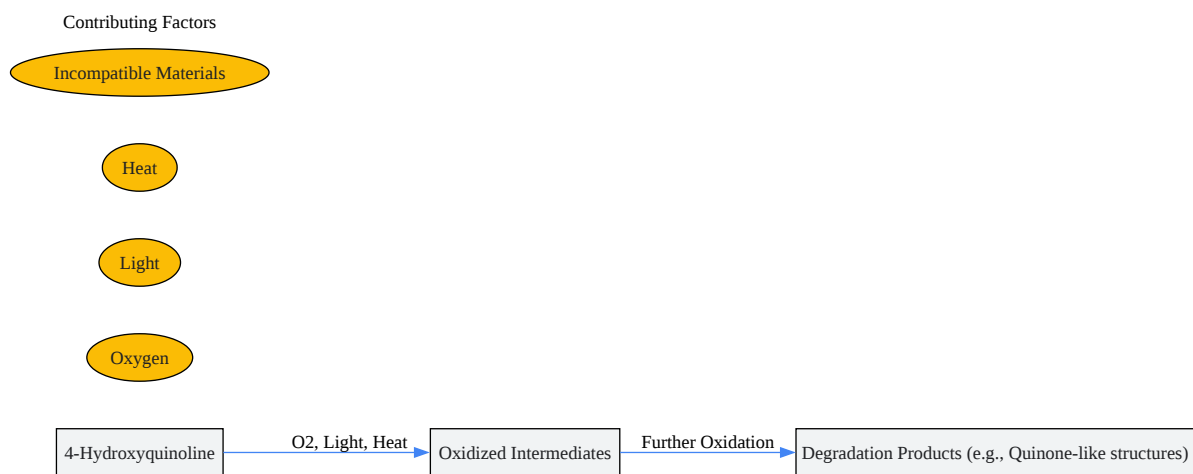 Contributing Factors
Incompatible Materials
Heat
Light
Oxygen
4-Hydroxyquinoline
O2, Light, Heat
Oxidized Intermediates
Further Oxidation
Degradation Products (e.g., Quinone-like structures)